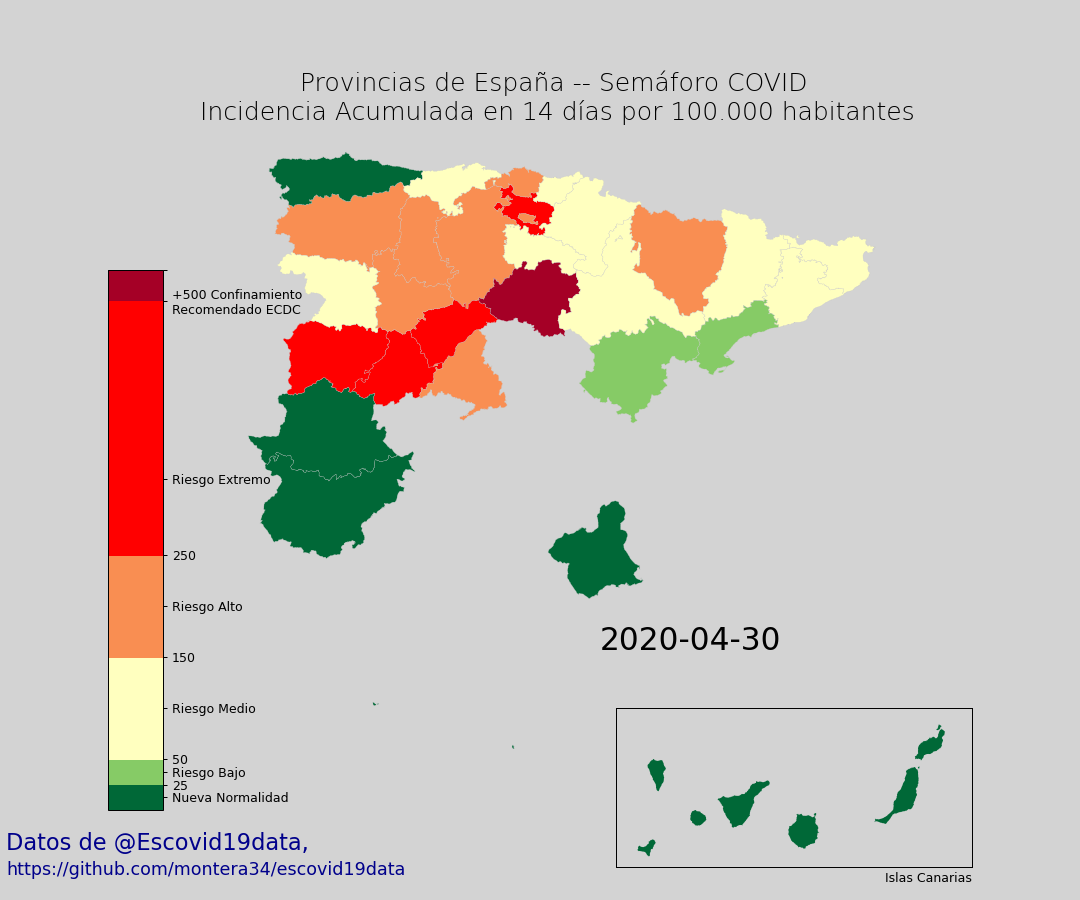 Provincias de España -- Semáforo COVID
Incidencia Acumulada en 14 días por 100.000 habitantes
+500 Confinamiento
Recomendado ECDC
Riesgo Extremo
250
Riesgo Alto
150
Riesgo Medio
50
Riesgo Bajo
25
Nueva Normalidad
2020-04-30
Islas Canarias
Datos de @Escovid19data,
https://github.com/montera34/escovid19data